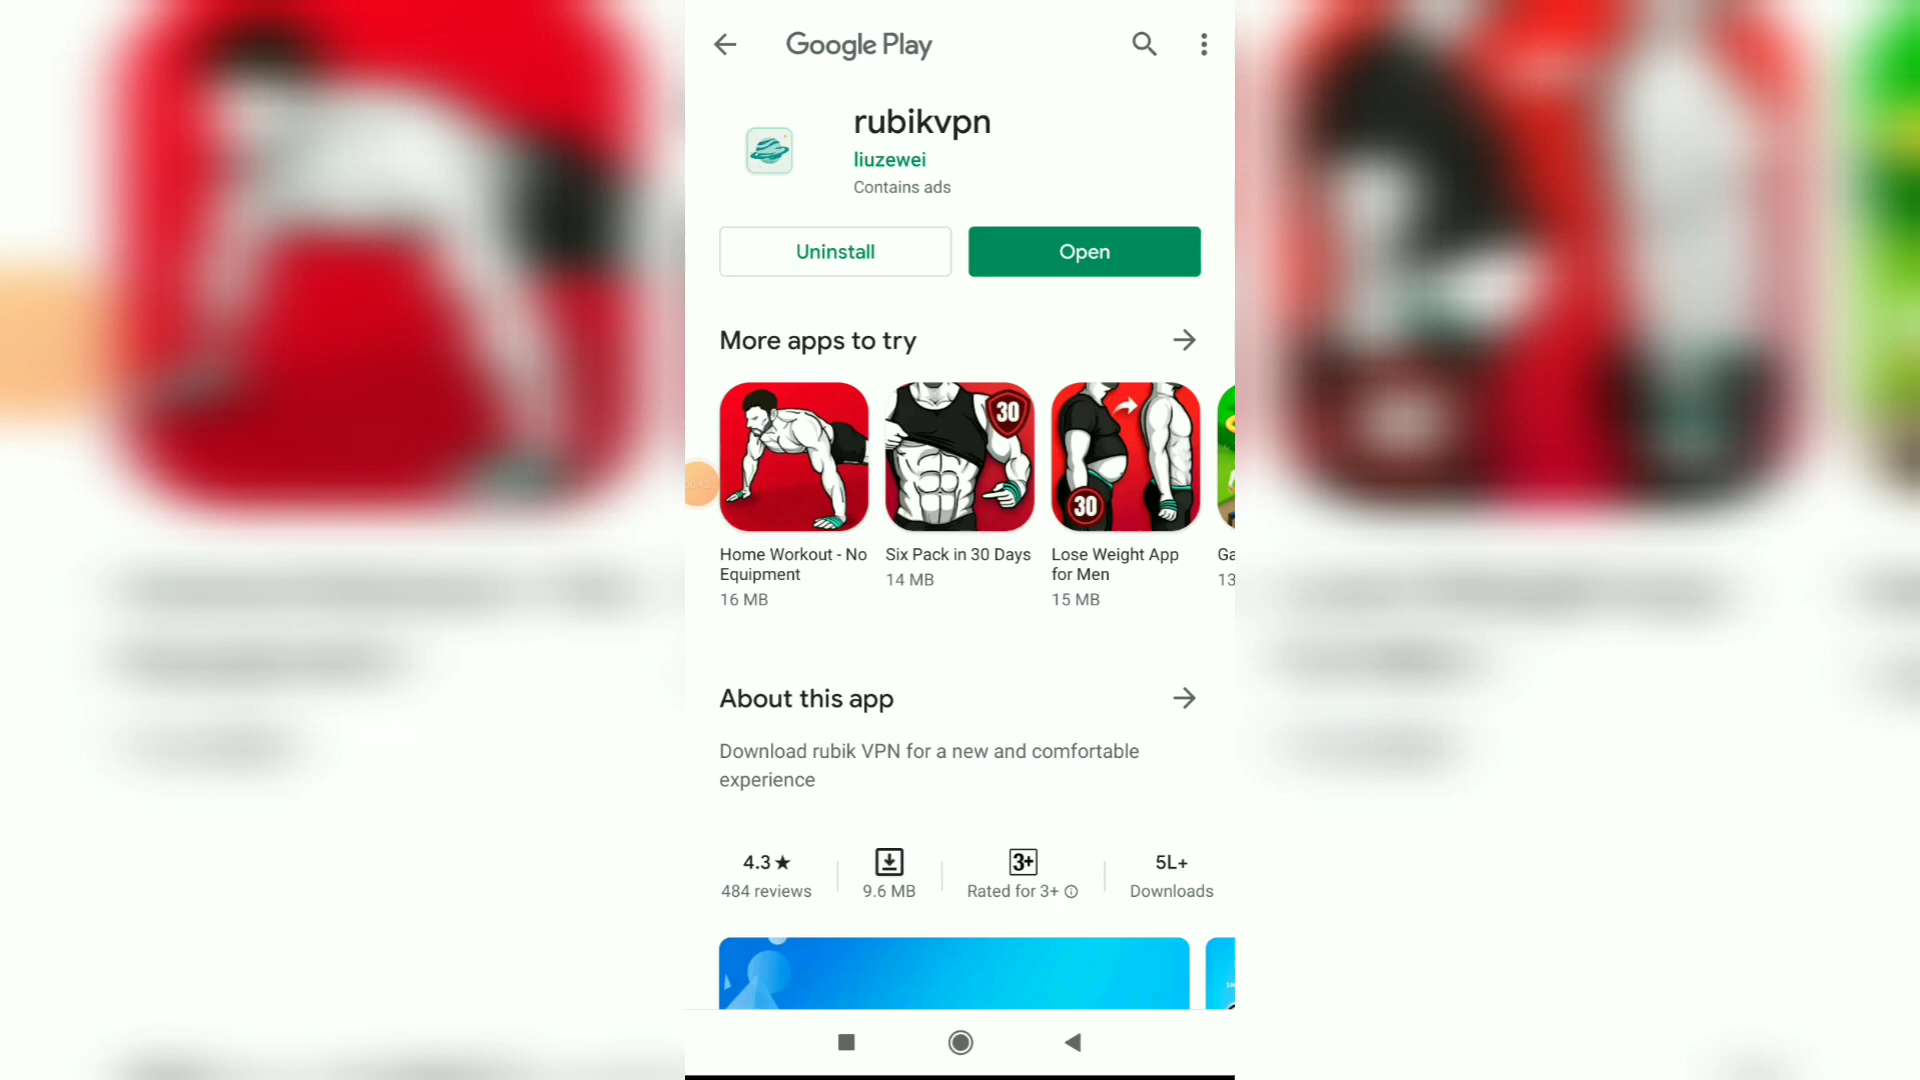 Google Play
rubikvpn
liuzewei
Contains ads
Uninstall
Open
More apps to try
30
30
Home Workout - No
Equipment
16 MB
Six Pack in 30 Days
14 MB
Lose Weight App
for Men
15 MB
Ga
13
About this app
Download rubik VPN for a new and comfortable
experience
4.3★
484 reviews
9.6 MB
3+
Rated for 3+
5L+
Downloads